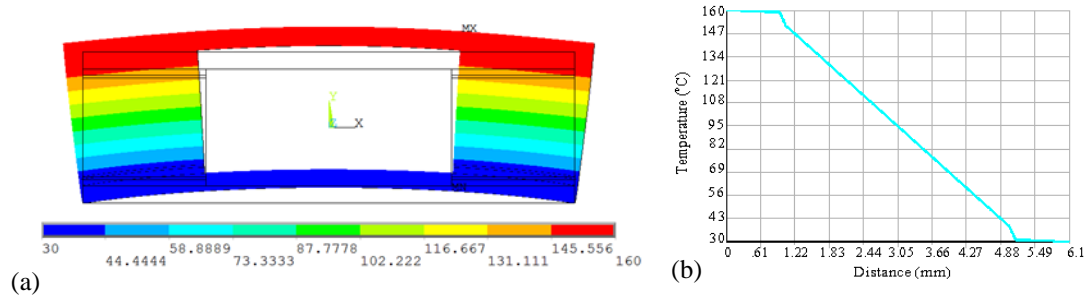 MX
Y
Z X
30 58.8889 87.7778 116.667 145.556
44.4444 73.3333 102.222 131.111 160
(a)
160
147
134
121
108
95
82
69
56
43
30
Temperature (°C)
0 .61 1.22 1.83 2.44 3.05 3.66 4.27 4.88 5.49 6.1
Distance (mm)
(b)